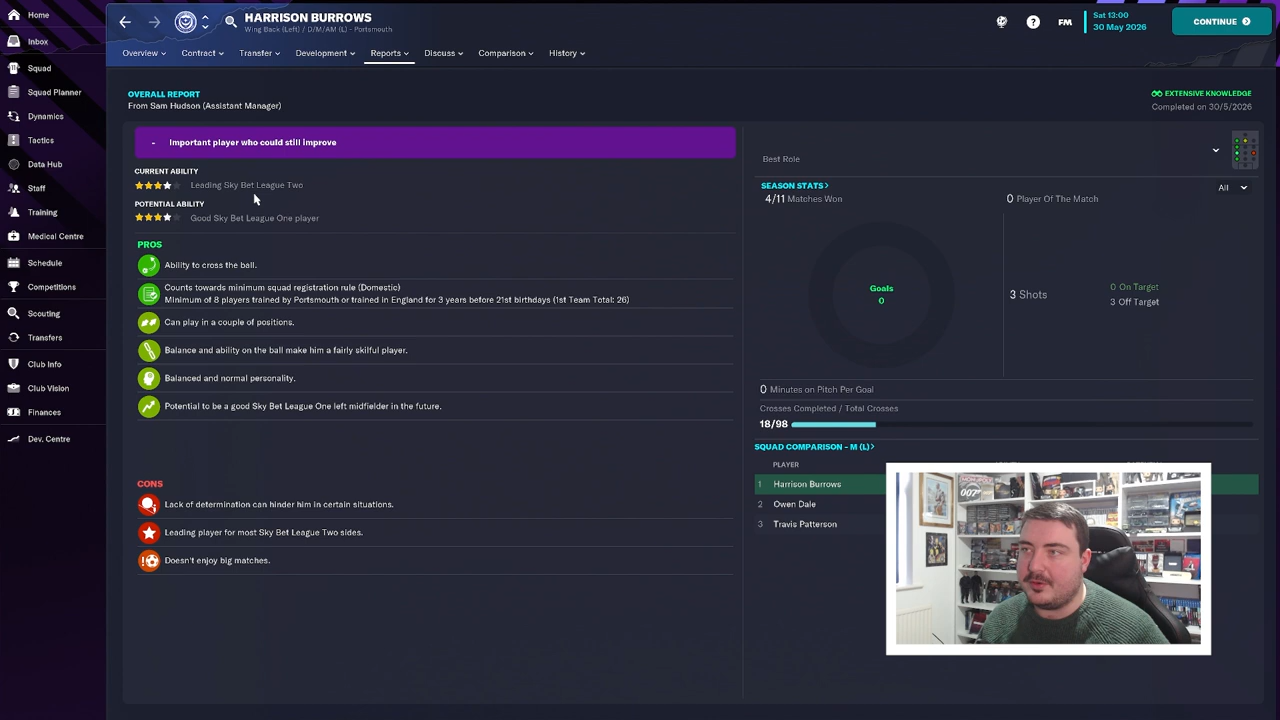 Home
Inbox
Squad
Squad Planner
Dynamics
Tactics
Data Hub
Staff
Training
Medical Centre
Schedule
Competitions
Scouting
Transfers
Club Info
Club Vision
Finances
Dev. Centre
HARRISON BURROWS
Wing Back (Left) / D/M/AM (L) - Portsmouth
FM
Sat 13:00
30 May 2026
CONTINUE
Overview
Contract
Transfer
Development
Reports
Discuss
Comparison
History
OVERALL REPORT
From Sam Hudson (Assistant Manager)
EXTENSIVE KNOWLEDGE
Completed on 30/5/2026
- Important player who could still improve
CURRENT ABILITY
Leading Sky Bet League Two
POTENTIAL ABILITY
Good Sky Bet League One player
PROS
Ability to cross the ball.
Counts towards minimum squad registration rule (Domestic)
Minimum of 8 players trained by Portsmouth or trained in England for 3 years before 21st birthdays (1st Team Total: 26)
Can play in a couple of positions.
Balance and ability on the ball make him a fairly skilful player.
Balanced and normal personality.
Potential to be a good Sky Bet League One left midfielder in the future.
CONS
Lack of determination can hinder him in certain situations.
Leading player for most Sky Bet League Two sides.
Doesn't enjoy big matches.
Best Role
SEASON STATS
All
4/11 Matches Won
0 Player Of The Match
Goals
0
3 Shots
0 On Target
3 Off Target
0 Minutes on Pitch Per Goal
Crosses Completed / Total Crosses
18/98
SQUAD COMPARISON - M (L)
PLAYER
1 Harrison Burrows
2 Owen Dale
3 Travis Patterson
007